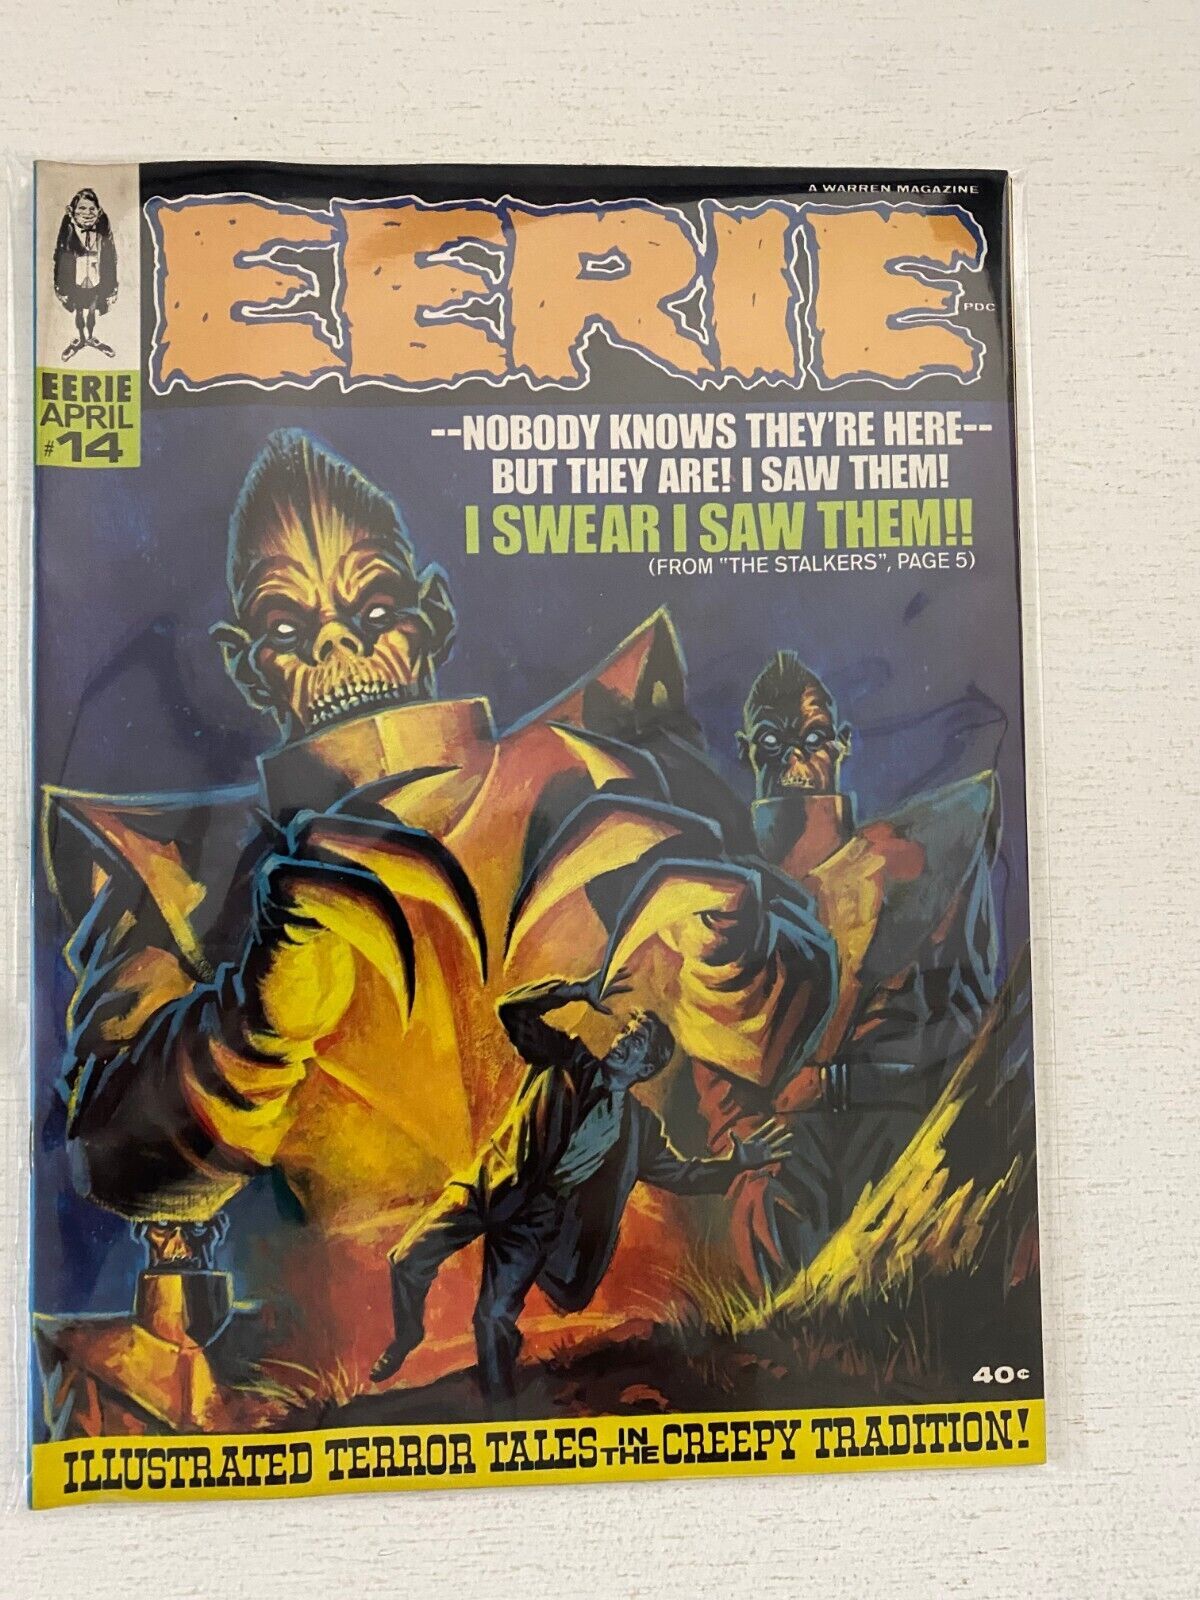 A WARREN MAGAZINE
EERIE
PDC
EERIE
APRIL
#14
--NOBODY KNOWS THEY'RE HERE--
BUT THEY ARE! I SAW THEM!
I SWEAR I SAW THEM!!
(FROM "THE STALKERS", PAGE 5)
40¢
ILLUSTRATED TERROR TALES IN THE CREEPY TRADITION!